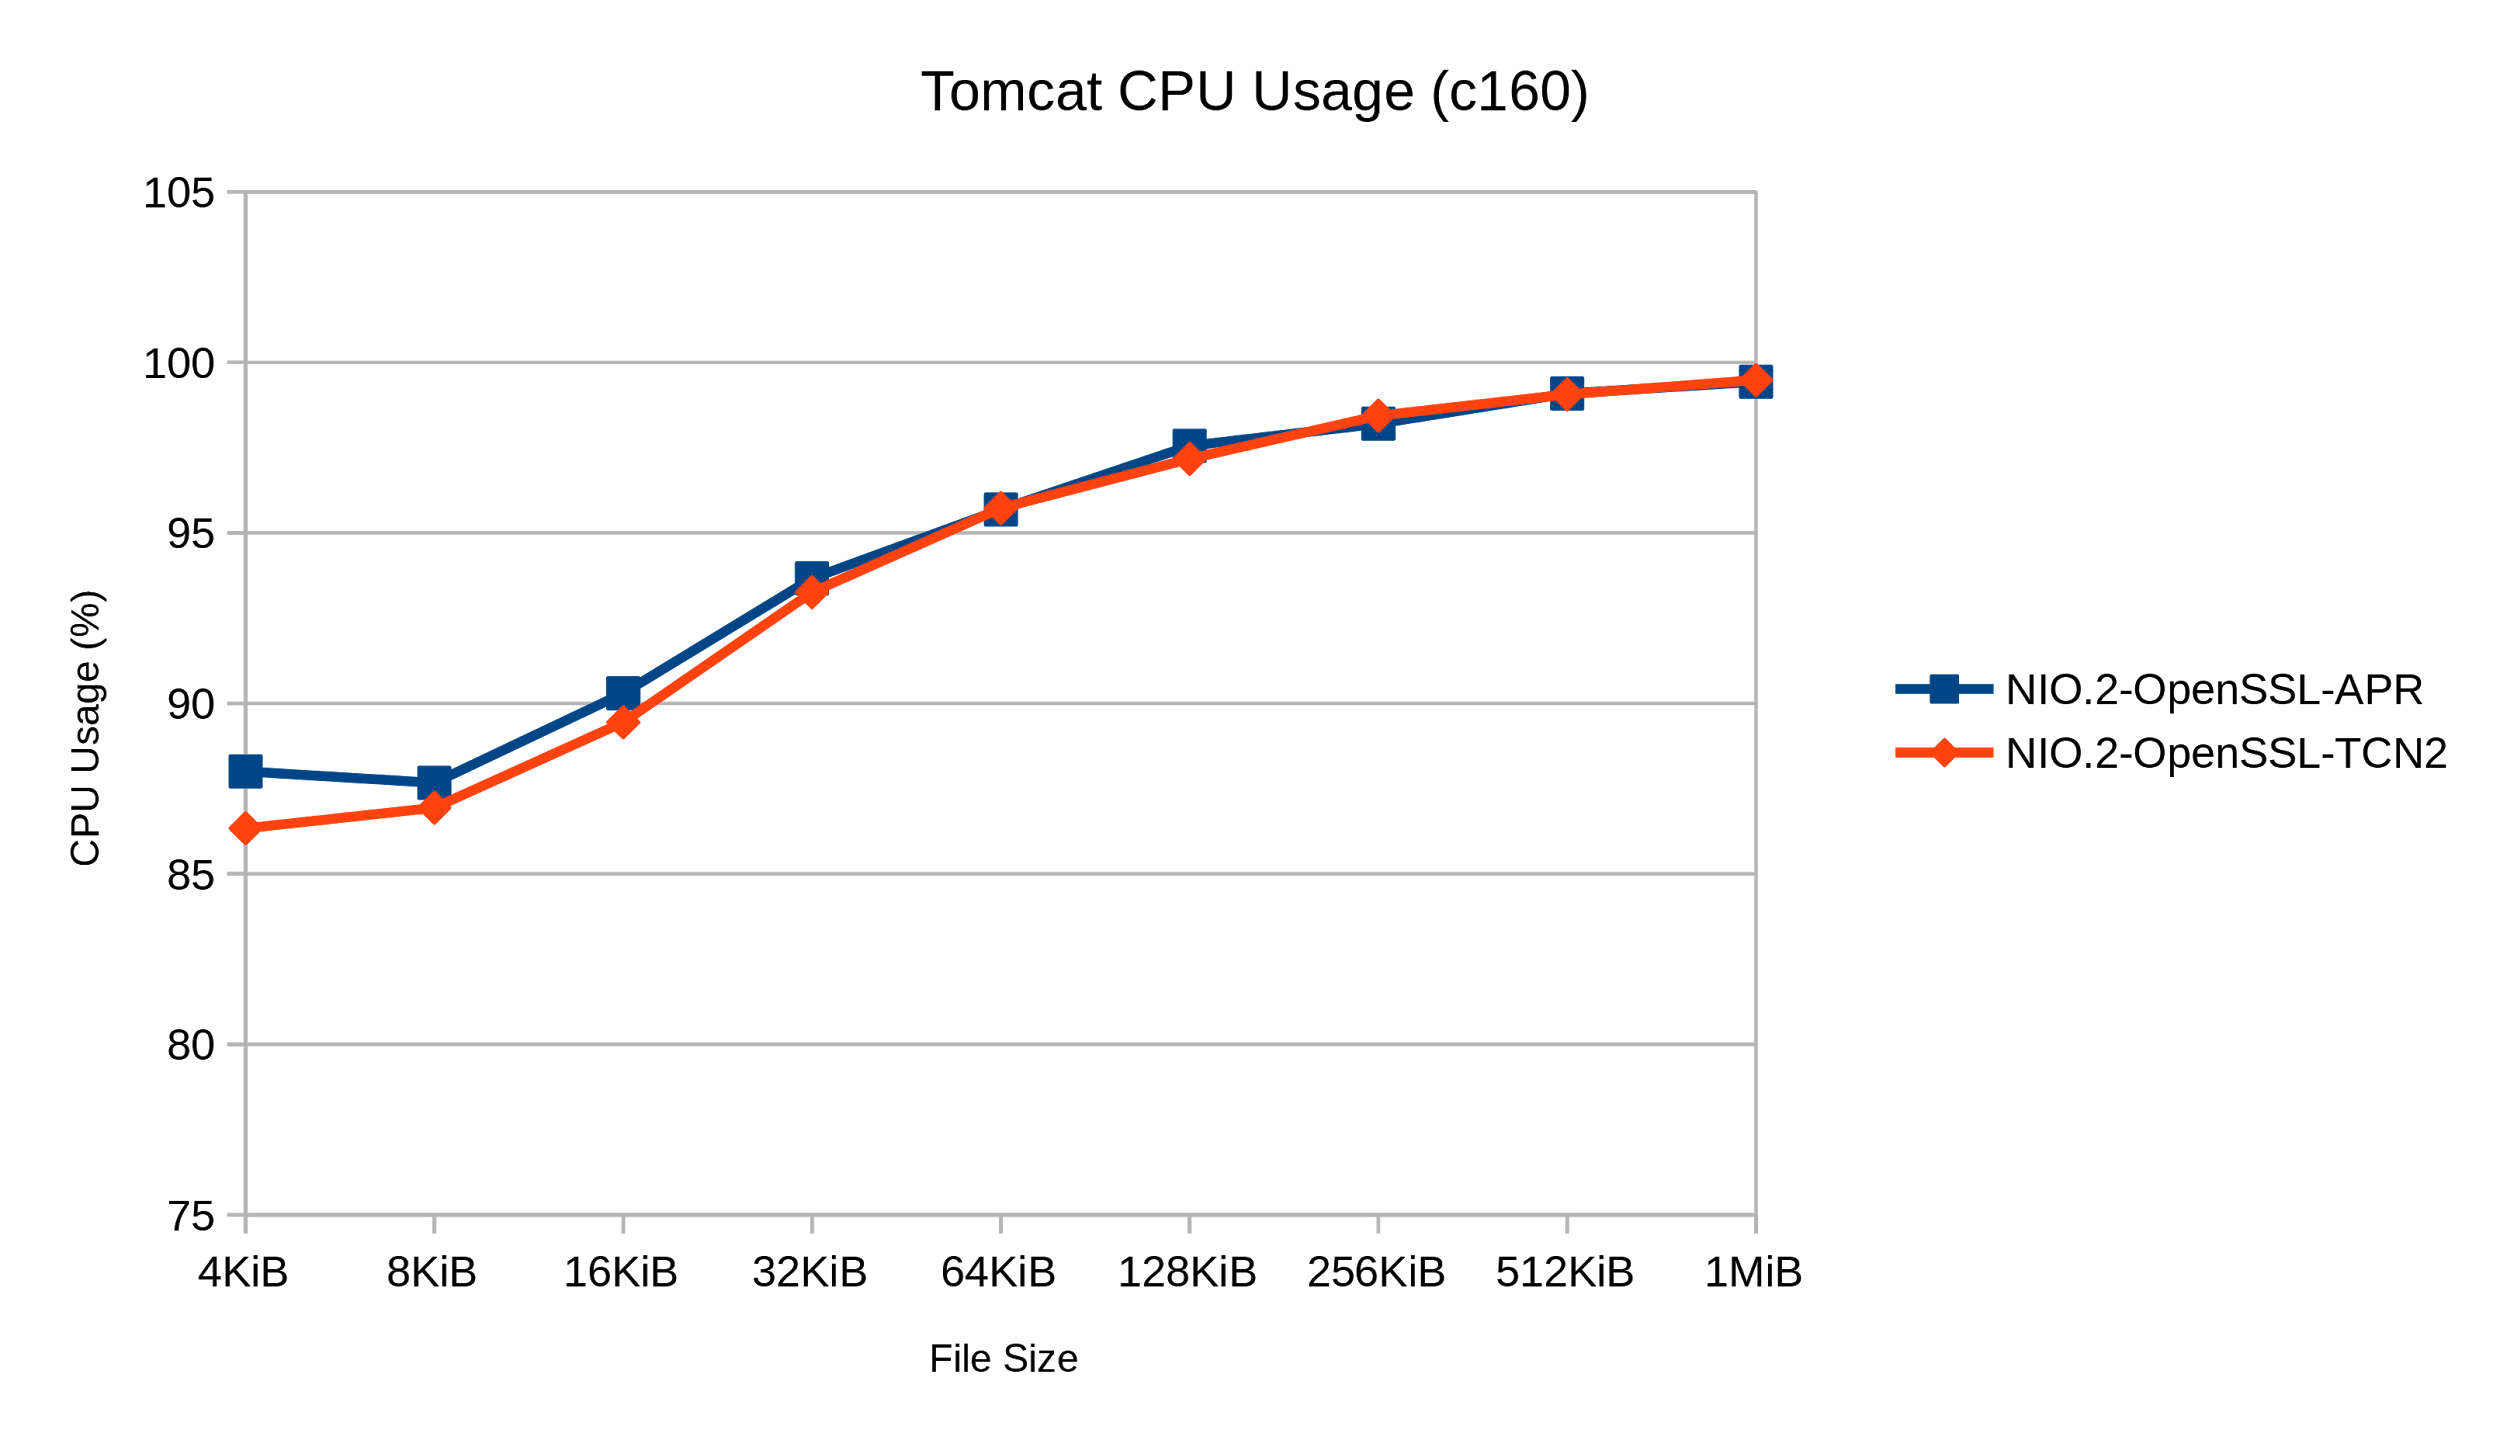 Tomcat CPU Usage (c160)
105
100
95
90
85
80
75
CPU Usage (%)
4KiB 8KiB 16KiB 32KiB 64KiB 128KiB 256KiB 512KiB 1MiB
File Size
NIO.2-OpenSSL-APR
NIO.2-OpenSSL-TCN2